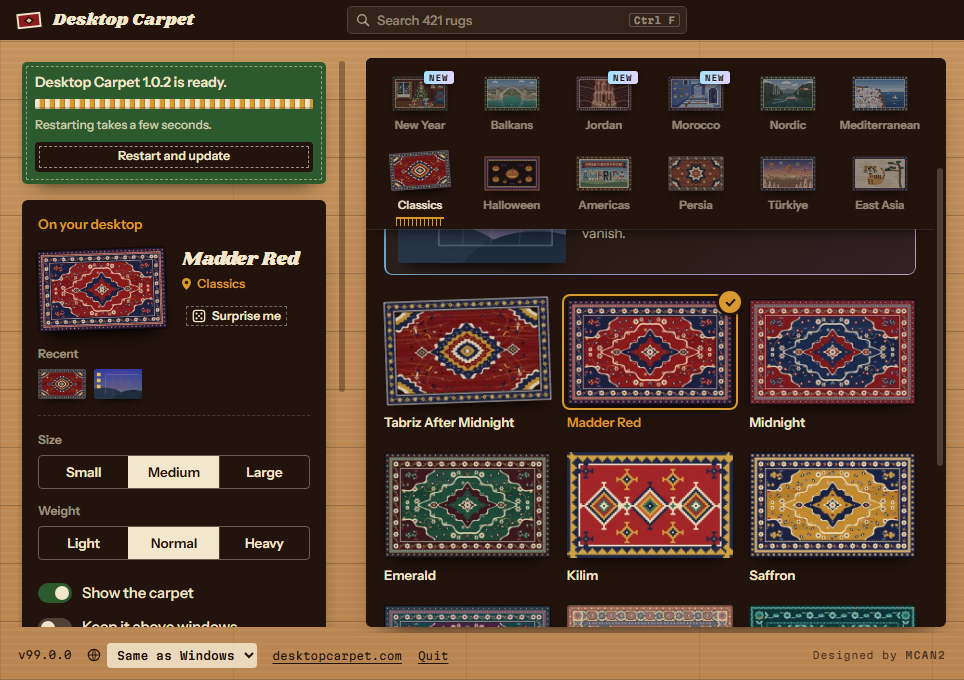 Desktop Carpet
Search 421 rugs
Ctrl F
Desktop Carpet 1.0.2 is ready.
Restarting takes a few seconds.
Restart and update
On your desktop
Madder Red
Classics
Surprise me
Recent
Size
Small Medium Large
Weight
Light Normal Heavy
Show the carpet
Keep it above windows
NEW NEW NEW
New Year Balkans Jordan Morocco Nordic Mediterranean
Classics Halloween Americas Persia Türkiye East Asia
vanish.
Tabriz After Midnight Madder Red Midnight
Emerald Kilim Saffron
v99.0.0 Same as Windows desktopcarpet.com Quit
Designed by MCAN2